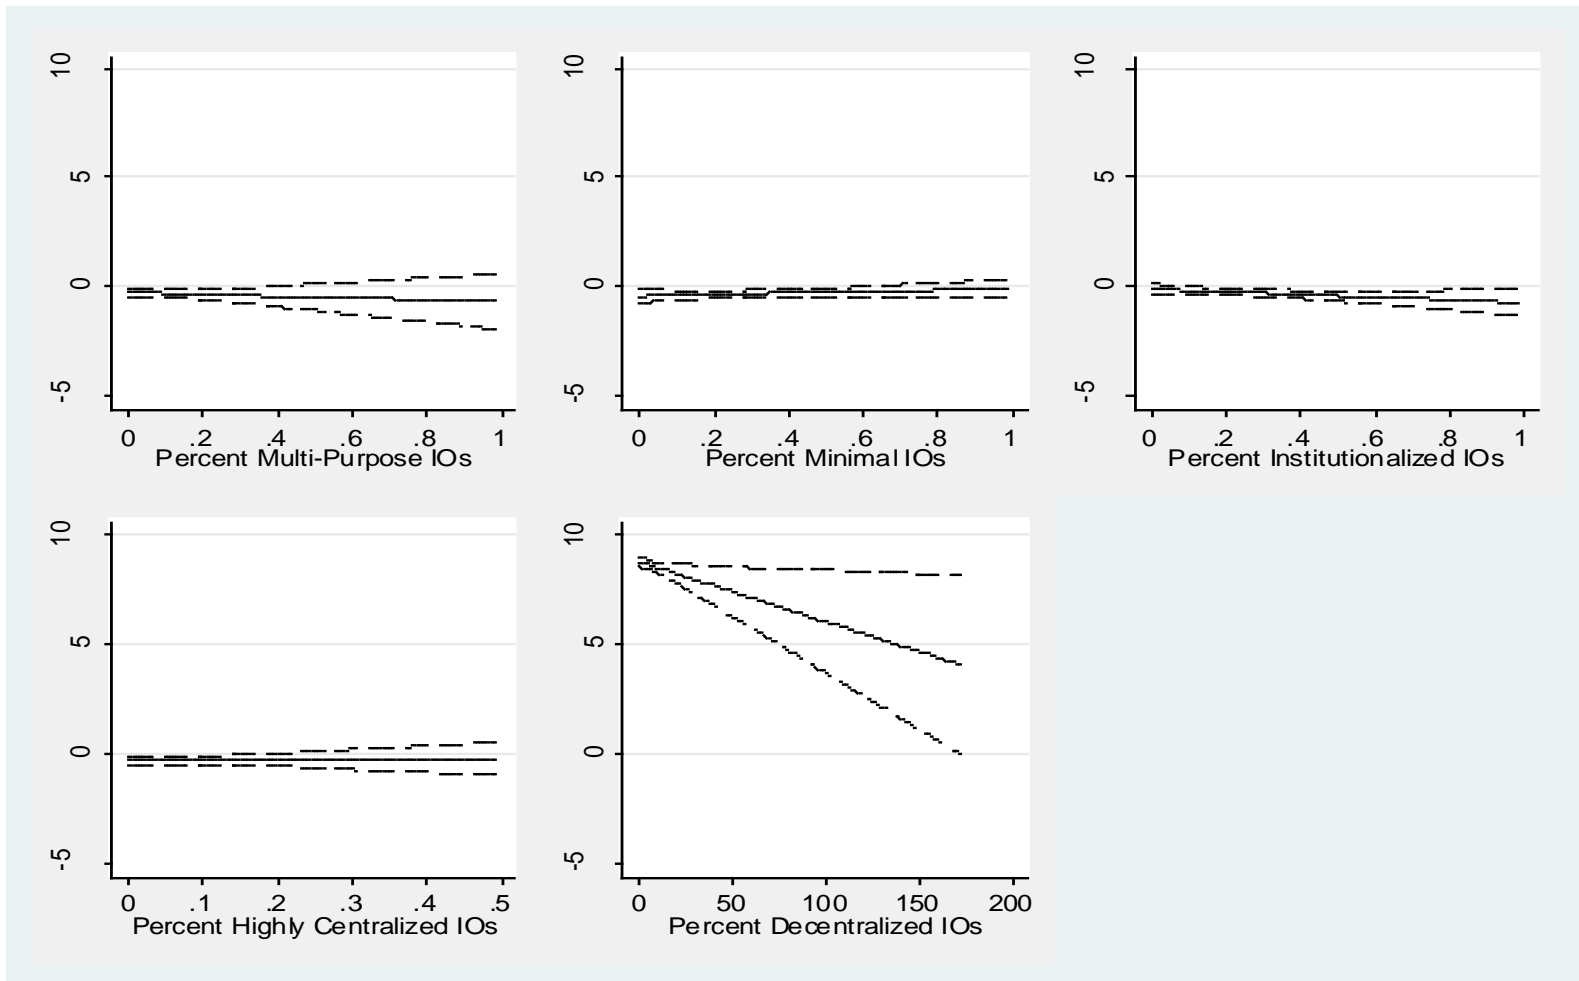 10
5
0
-5
0 .2 .4 .6 .8 1
Percent Multi-Purpose IOs
10
5
0
-5
0 .2 .4 .6 .8 1
Percent Minimal IOs
10
5
0
-5
0 .2 .4 .6 .8 1
Percent Institutionalized IOs
10
5
0
-5
0 .1 .2 .3 .4 .5
Percent Highly Centralized IOs
10
5
0
-5
0 50 100 150 200
Percent Decentralized IOs